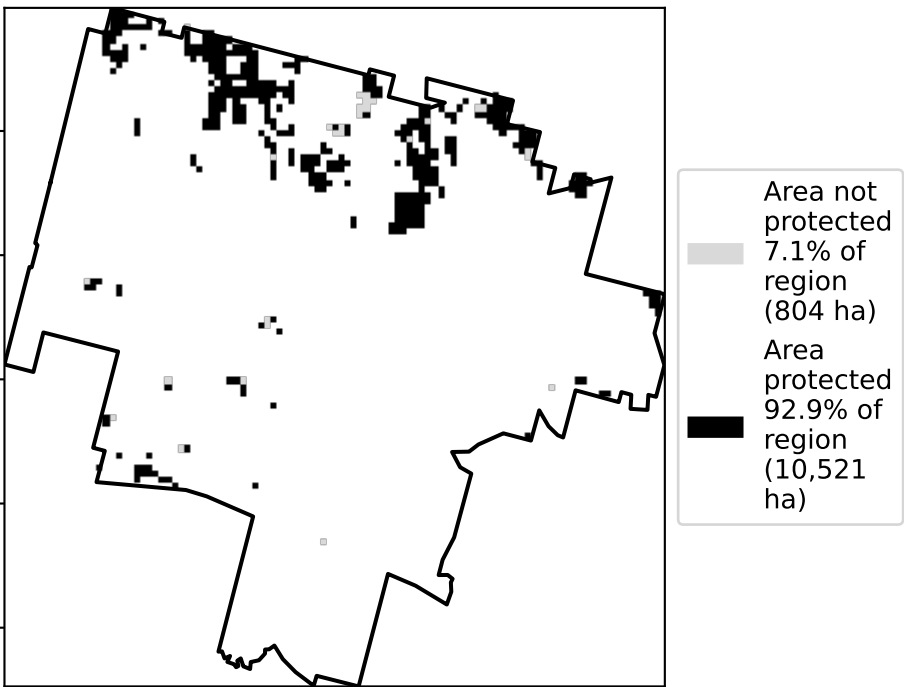 Area not
protected
7.1% of
region
(804 ha)
Area
protected
92.9% of
region
(10,521
ha)